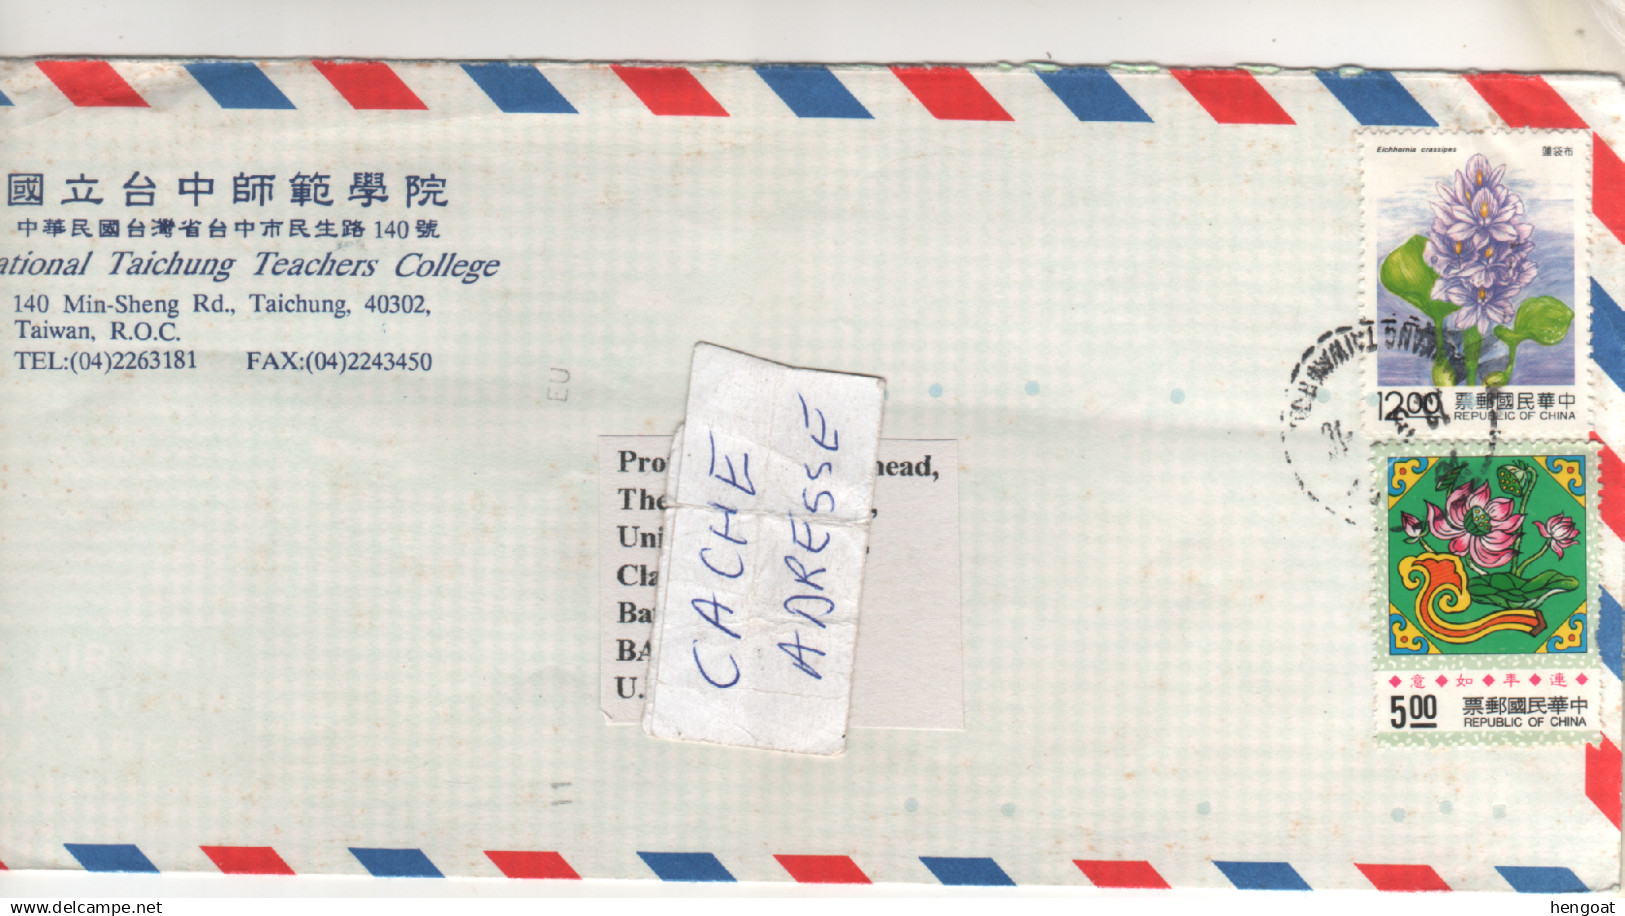 國立台中師範學院
中華民國台灣省台中市民生路140號
ational Taichung Teachers College
140 Min-Sheng Rd., Taichung, 40302,
Taiwan, R.O.C.
TEL:(04)2263181 FAX:(04)2243450
Eichhornia crassipes 布袋蓮
12.00 中華民國郵票
REPUBLIC OF CHINA
連年如意
5.00 中華民國郵票
REPUBLIC OF CHINA
EU
11
Pro head,
The ,
Uni
Cla
Bat
BA
U.
CACHE
ADRESSE
www.delcampe.net
hengoat